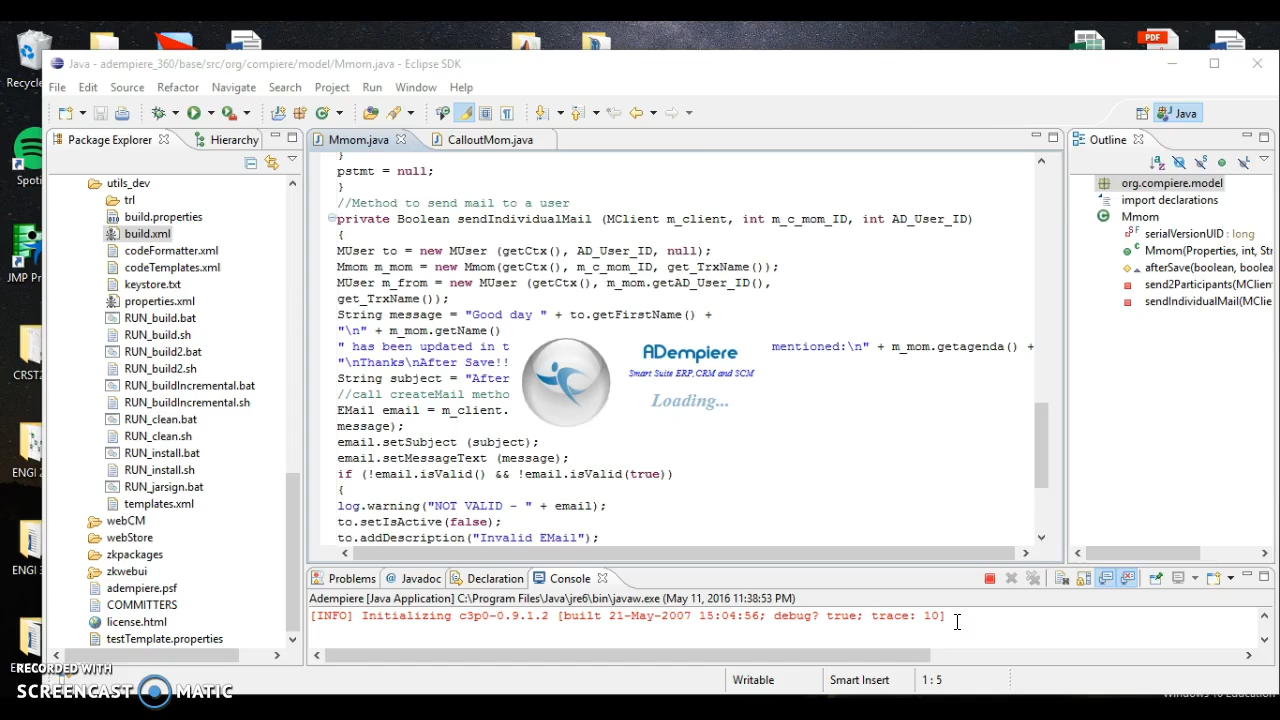 Recycle
Java - adempiere_360/base/src/org/compiere/model/Mmom.java - Eclipse SDK
File Edit Source Refactor Navigate Search Project Run Window Help
Java
Package Explorer
Hierarchy
Mmom.java
CalloutMom.java
Outline
utils_dev
trl
build.properties
build.xml
codeFormatter.xml
codeTemplates.xml
keystore.txt
properties.xml
RUN_build.bat
RUN_build.sh
RUN_build2.bat
RUN_build2.sh
RUN_buildIncremental.bat
RUN_buildIncremental.sh
RUN_clean.bat
RUN_clean.sh
RUN_install.bat
RUN_install.sh
RUN_jarsign.bat
templates.xml
webCM
webStore
zkpackages
zkwebui
adempiere.psf
COMMITTERS
license.html
testTemplate.properties
}
pstmt = null;
}
//Method to send mail to a user
private Boolean sendIndividualMail (MClient m_client, int m_c_mom_ID, int AD_User_ID)
{
MUser to = new MUser (getCtx(), AD_User_ID, null);
Mmom m_mom = new Mmom(getCtx(), m_c_mom_ID, get_TrxName());
MUser m_from = new MUser (getCtx(), m_mom.getAD_User_ID(),
get_TrxName());
String message = "Good day " + to.getFirstName() +
"\n" + m_mom.getName()
" has been updated in t mentioned:\n" + m_mom.getagenda() +
"\nThanks\nAfter Save!!
String subject = "After
//call createMail metho
EMail email = m_client.
message);
email.setSubject (subject);
email.setMessageText (message);
if (!email.isValid() && !email.isValid(true))
{
log.warning("NOT VALID - " + email);
to.setIsActive(false);
to.addDescription("Invalid EMail");
ADempiere
Smart Suite ERP, CRM and SCM
Loading...
org.compiere.model
import declarations
Mmom
serialVersionUID : long
Mmom(Properties, int, Strin
afterSave(boolean, boolea
send2Participants(MClien
sendIndividualMail(MCli
Problems
Javadoc
Declaration
Console
Adempiere [Java Application] C:\Program Files\Java\jre6\bin\javaw.exe (May 11, 2016 11:38:53 PM)
[INFO] Initializing c3p0-0.9.1.2 [built 21-May-2007 15:04:56; debug? true; trace: 10]
Writable
Smart Insert
1 : 5
Spoti
JMP Pr
CRST2
ENGI 2
ENGI 3
PDF
RECORDED WITH
SCREENCAST MATIC
Windows 10 Education